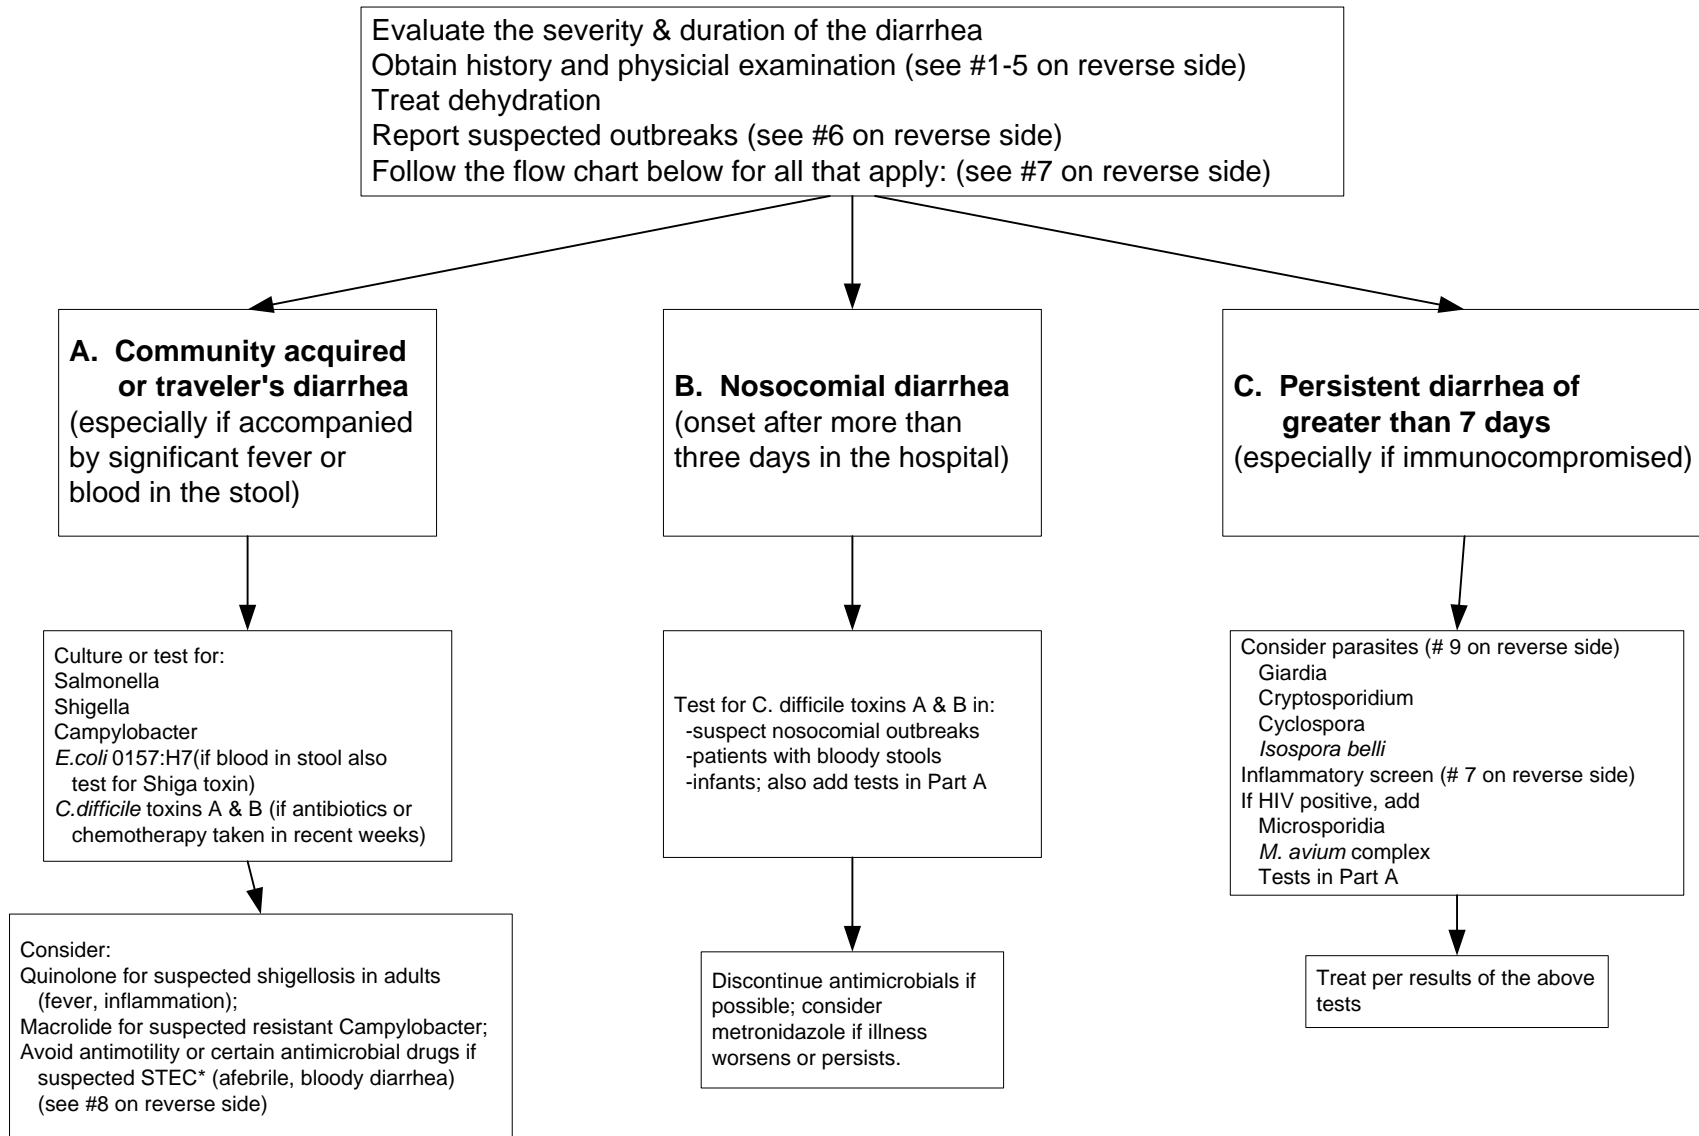 Evaluate the severity & duration of the diarrhea
Obtain history and physicial examination (see #1-5 on reverse side)
Treat dehydration
Report suspected outbreaks (see #6 on reverse side)
Follow the flow chart below for all that apply: (see #7 on reverse side)
A. Community acquired
or traveler's diarrhea
(especially if accompanied
by significant fever or
blood in the stool)
B. Nosocomial diarrhea
(onset after more than
three days in the hospital)
C. Persistent diarrhea of
greater than 7 days
(especially if immunocompromised)
Culture or test for:
Salmonella
Shigella
Campylobacter
E.coli 0157:H7(if blood in stool also
test for Shiga toxin)
C.difficile toxins A & B (if antibiotics or
chemotherapy taken in recent weeks)
Test for C. difficile toxins A & B in:
-suspect nosocomial outbreaks
-patients with bloody stools
-infants; also add tests in Part A
Consider parasites (# 9 on reverse side)
Giardia
Cryptosporidium
Cyclospora
Isospora belli
Inflammatory screen (# 7 on reverse side)
If HIV positive, add
Microsporidia
M. avium complex
Tests in Part A
Consider:
Quinolone for suspected shigellosis in adults
(fever, inflammation);
Macrolide for suspected resistant Campylobacter;
Avoid antimotility or certain antimicrobial drugs if
suspected STEC* (afebrile, bloody diarrhea)
(see #8 on reverse side)
Discontinue antimicrobials if
possible; consider
metronidazole if illness
worsens or persists.
Treat per results of the above
tests